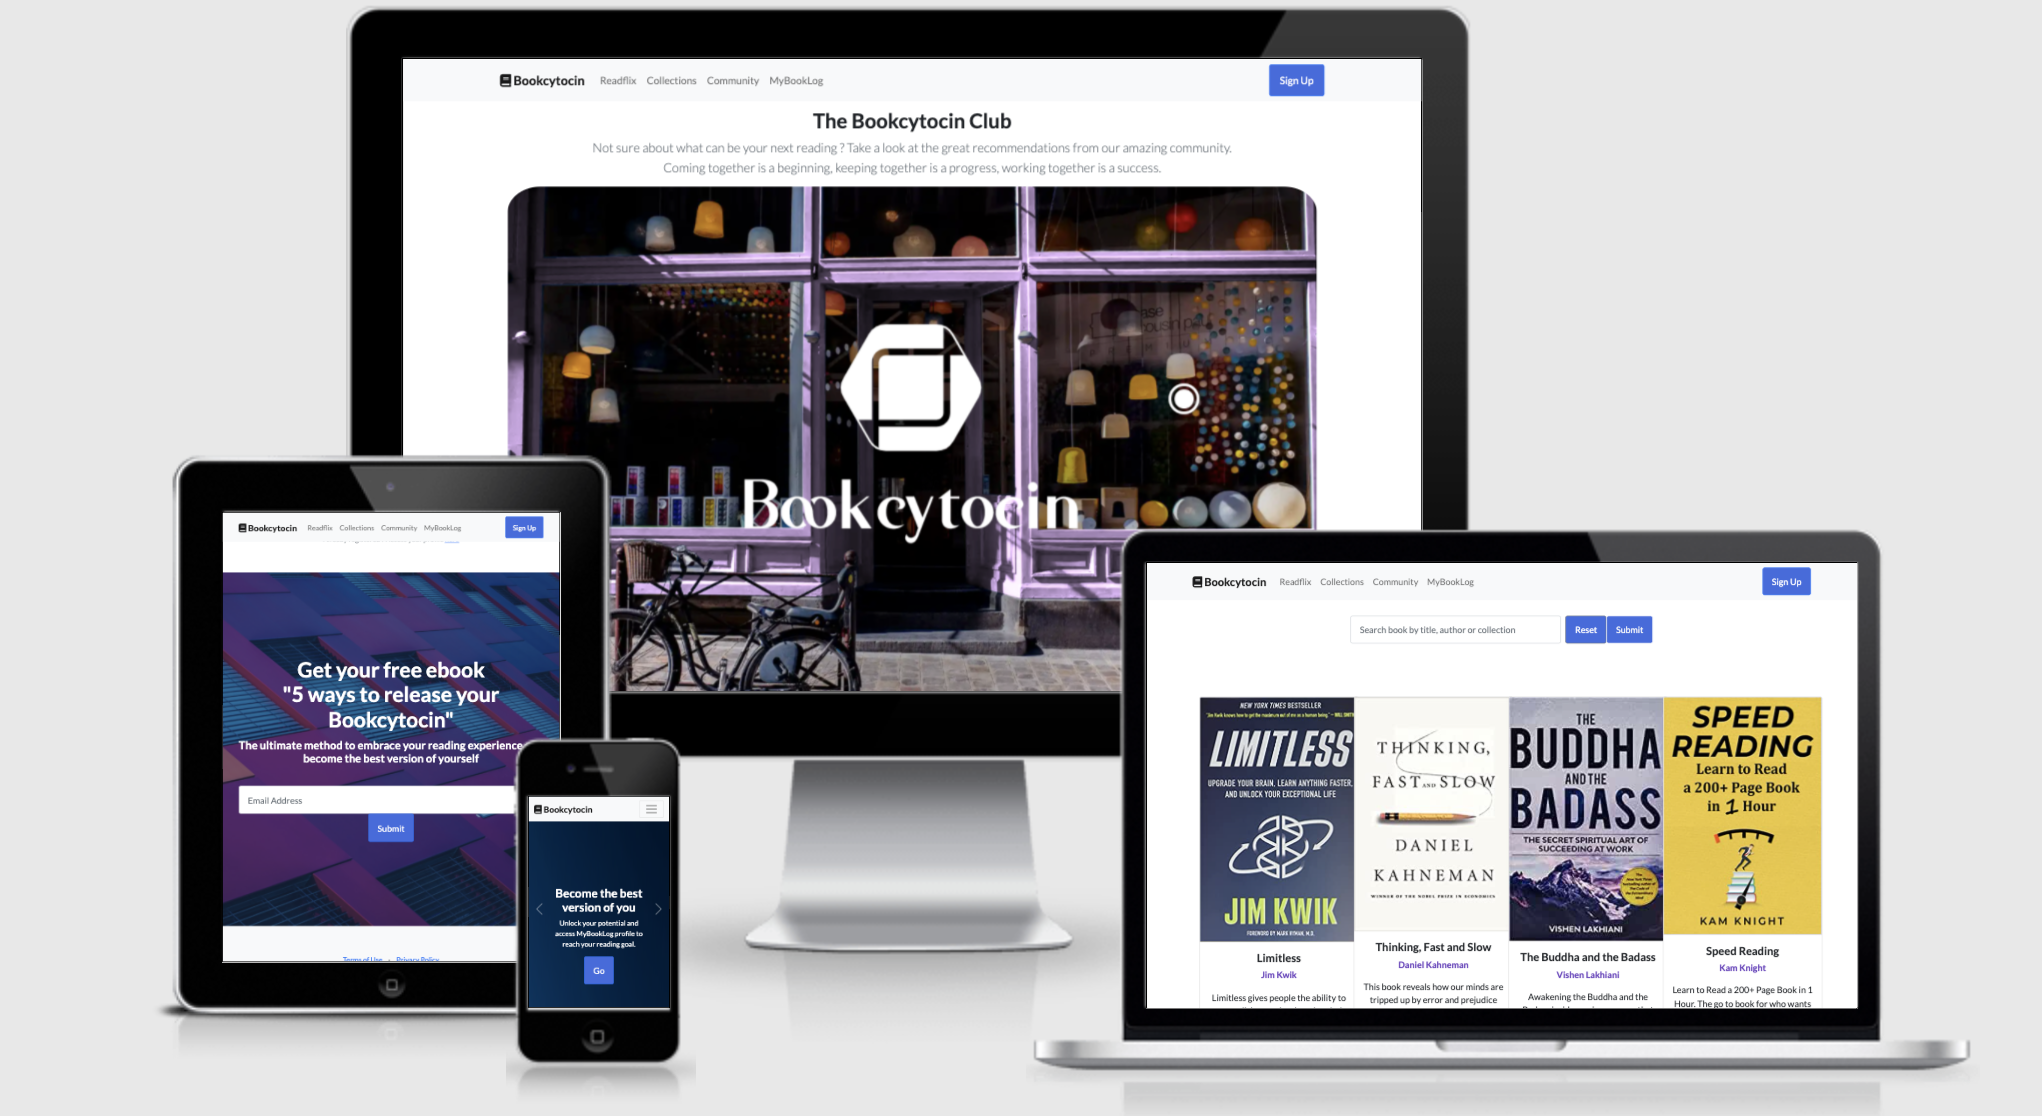 Bookcytocin Readflix Collections Community MyBookLog Sign Up
The Bookcytocin Club
Not sure about what can be your next reading ? Take a look at the great recommendations from our amazing community.
Coming together is a beginning, keeping together is a progress, working together is a success.
Bookcytocin
Bookcytocin Readflix Collections Community MyBookLog Sign Up
Get your free ebook
"5 ways to release your
Bookcytocin"
The ultimate method to embrace your reading experience
become the best version of yourself
Email Address
Submit
Terms of Use - Privacy Policy
Bookcytocin
Become the best
version of you
Unlock your potential and
access MyBookLog profile to
reach your reading goal.
Go
Bookcytocin Readflix Collections Community MyBookLog Sign Up
Search book by title, author or collection Reset Submit
NEW YORK TIMES BESTSELLER
LIMITLESS
UPGRADE YOUR BRAIN, LEARN ANYTHING FASTER,
AND UNLOCK YOUR EXCEPTIONAL LIFE
JIM KWIK
FOREWORD BY MARK HYMAN, M.D.
Limitless
Jim Kwik
Limitless gives people the ability to
THINKING,
FAST AND SLOW
DANIEL
KAHNEMAN
WINNER OF THE NOBEL PRIZE IN ECONOMICS
Thinking, Fast and Slow
Daniel Kahneman
This book reveals how our minds are
tripped up by error and prejudice
THE
BUDDHA
AND THE
BADASS
THE SECRET SPIRITUAL ART OF
SUCCEEDING AT WORK
VISHEN LAKHIANI
The Buddha and the Badass
Vishen Lakhiani
Awakening the Buddha and the
SPEED
READING
Learn to Read
a 200+ Page Book
in 1 Hour
KAM KNIGHT
Speed Reading
Kam Knight
Learn to Read a 200+ Page Book in 1
Hour. The go to book for who wants